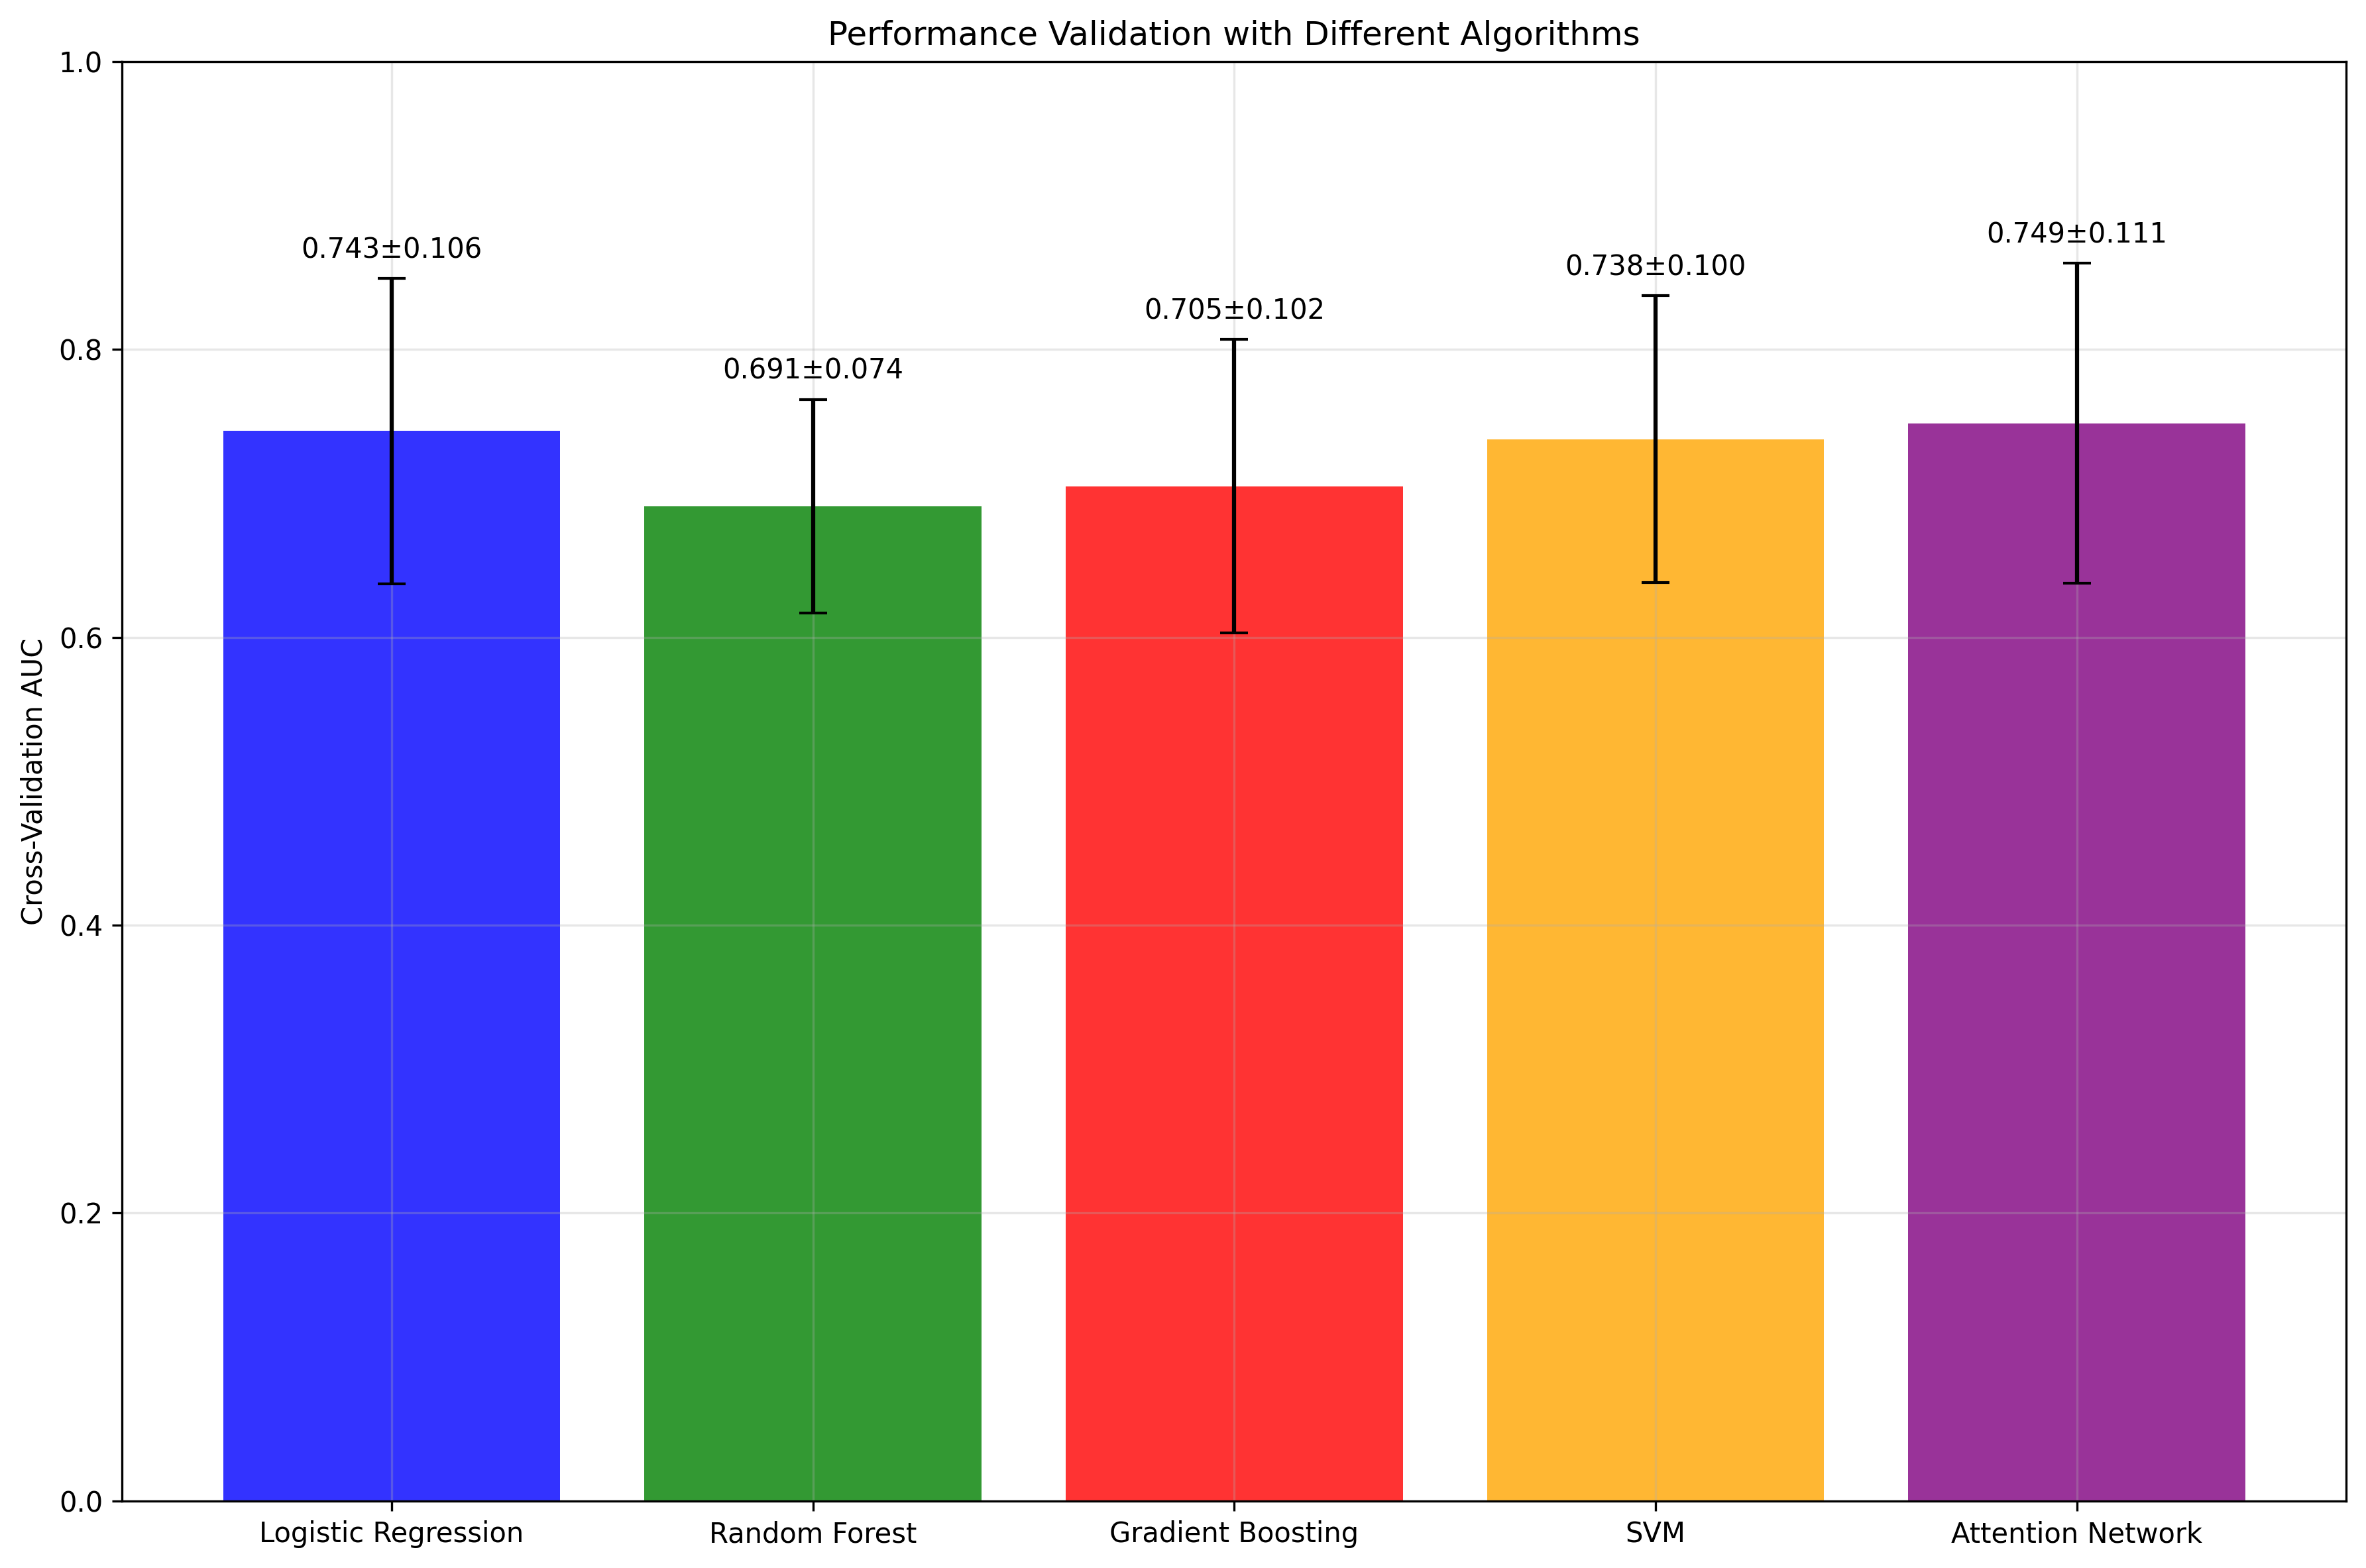 Performance Validation with Different Algorithms
Cross-Validation AUC
1.0
0.8
0.6
0.4
0.2
0.0
0.743±0.106
0.691±0.074
0.705±0.102
0.738±0.100
0.749±0.111
Logistic Regression
Random Forest
Gradient Boosting
SVM
Attention Network